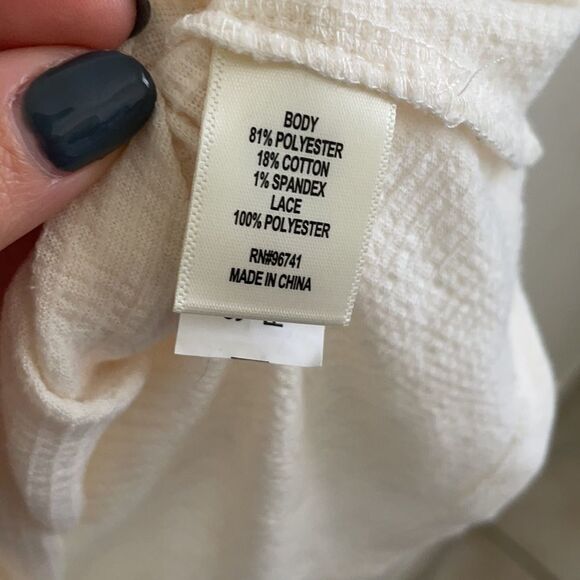 BODY
81% POLYESTER
18% COTTON
1% SPANDEX
LACE
100% POLYESTER
RN#96741
MADE IN CHINA